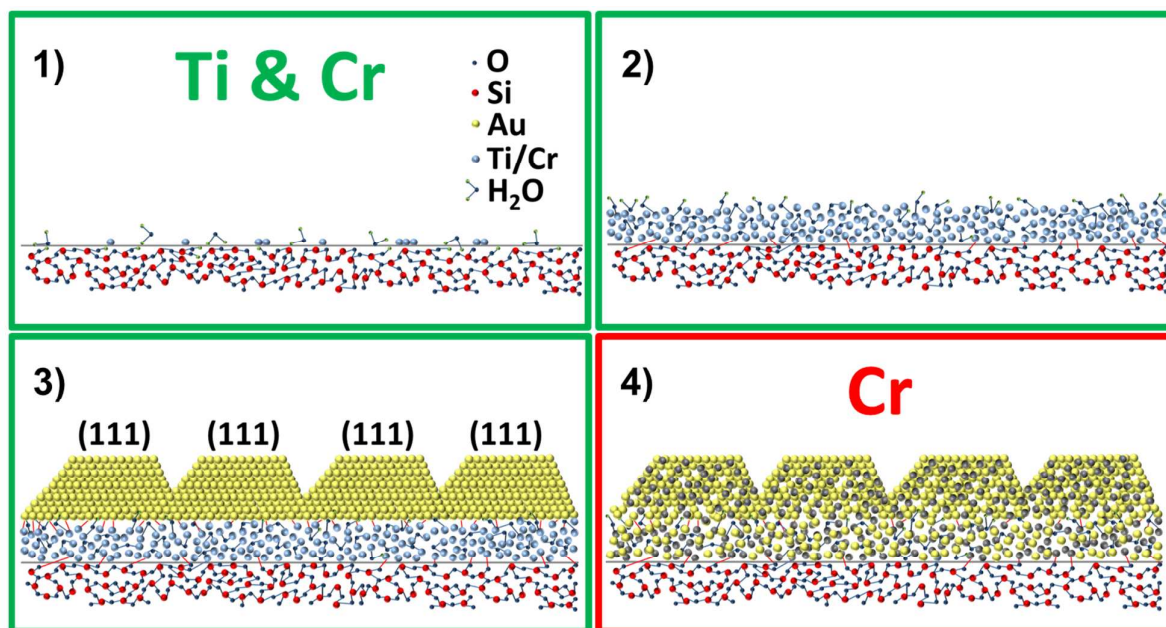 1)
Ti & Cr
O
Si
Au
Ti/Cr
H₂O
2)
3)
(111) (111) (111) (111)
4)
Cr